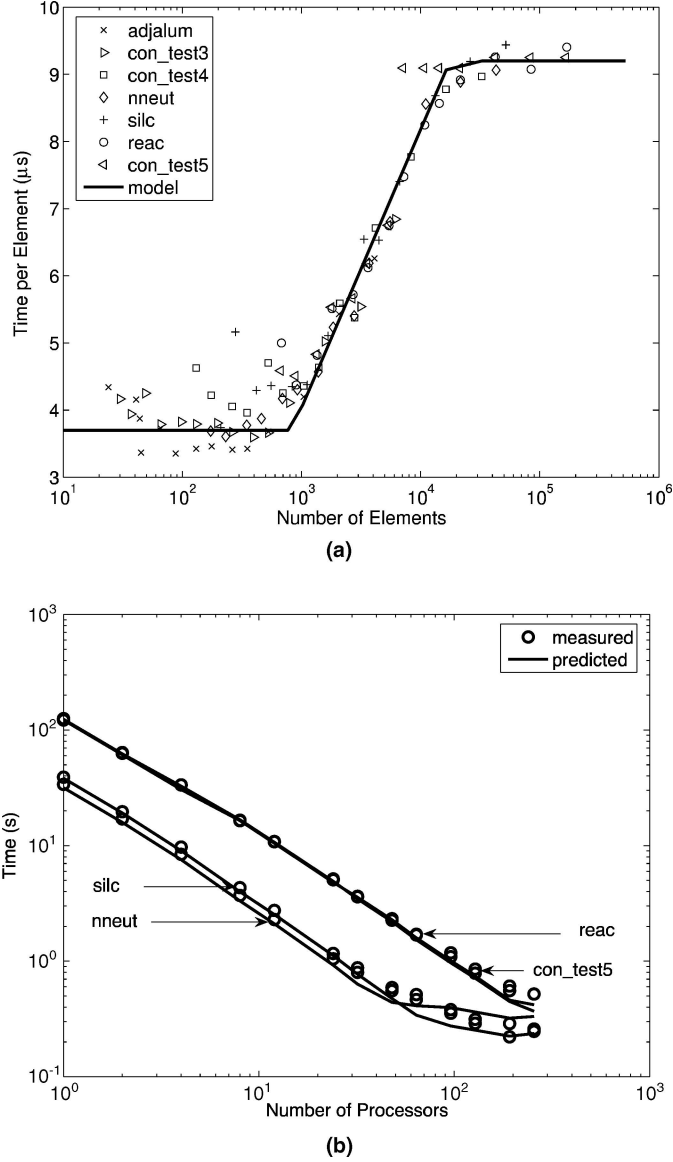 10
9
8
7
6
5
4
3
Time per Element (μs)
adjalum
con_test3
con_test4
nneut
silc
reac
con_test5
model
10^1
10^2
10^3
10^4
10^5
10^6
Number of Elements
(a)
10^3
10^2
10^1
10^0
10^-1
Time (s)
measured
predicted
silc
nneut
reac
con_test5
10^0
10^1
10^2
10^3
Number of Processors
(b)